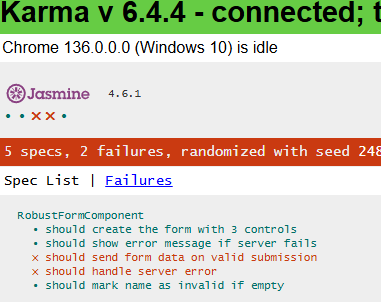 Karma v 6.4.4 - connected; t
Chrome 136.0.0.0 (Windows 10) is idle
Jasmine 4.6.1
• • × × •
5 specs, 2 failures, randomized with seed 248
Spec List | Failures
RobustFormComponent
• should create the form with 3 controls
• should show error message if server fails
× should send form data on valid submission
× should handle server error
• should mark name as invalid if empty